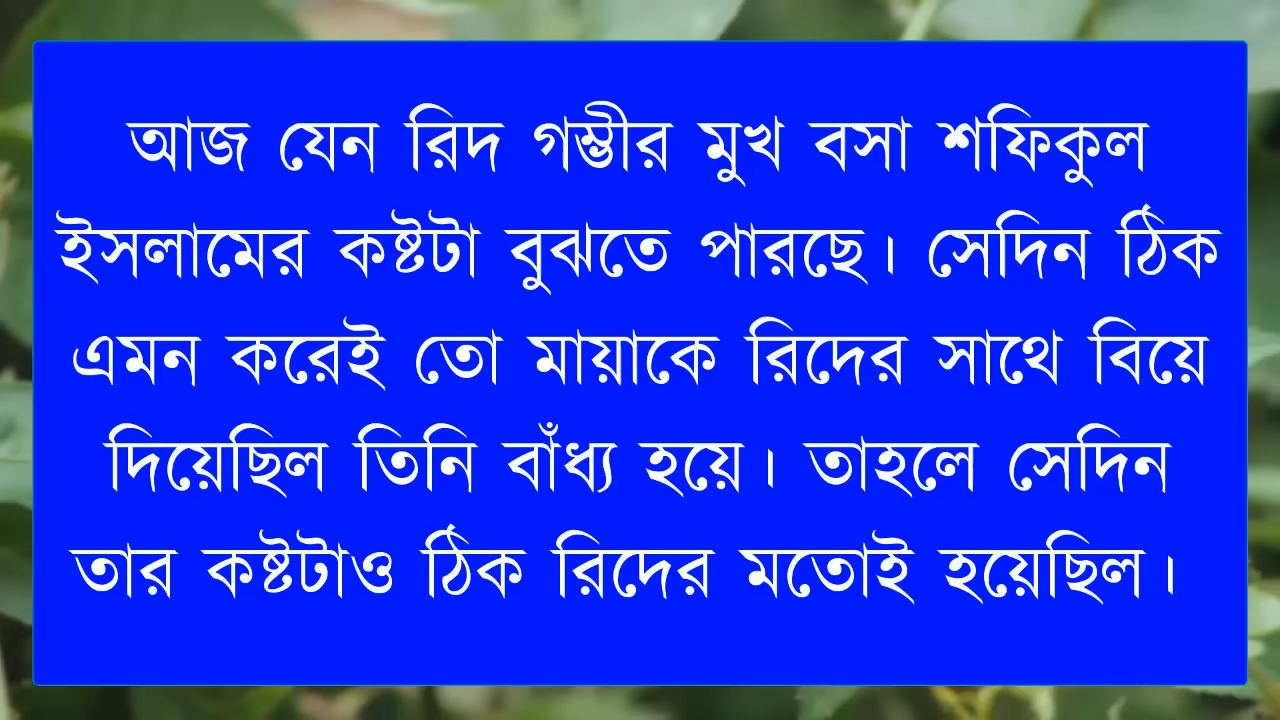 আজ যেন রিদ গম্ভীর মুখ বসা শফিকুল
ইসলামের কষ্টটা বুঝতে পারছে। সেদিন ঠিক
এমন করেই তো মায়াকে রিদের সাথে বিয়ে
দিয়েছিল তিনি বাঁধ্য হয়ে। তাহলে সেদিন
তার কষ্টটাও ঠিক রিদের মতোই হয়েছিল।